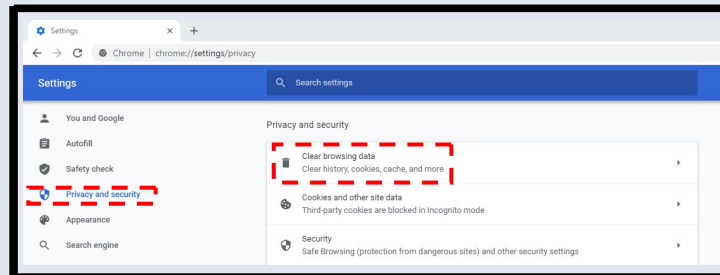 Settings
Chrome | chrome://settings/privacy
Settings
Search settings
You and Google
Autofill
Safety check
Privacy and security
Appearance
Search engine
Privacy and security
Clear browsing data
Clear history, cookies, cache, and more
Cookies and other site data
Third-party cookies are blocked in Incognito mode
Security
Safe Browsing (protection from dangerous sites) and other security settings